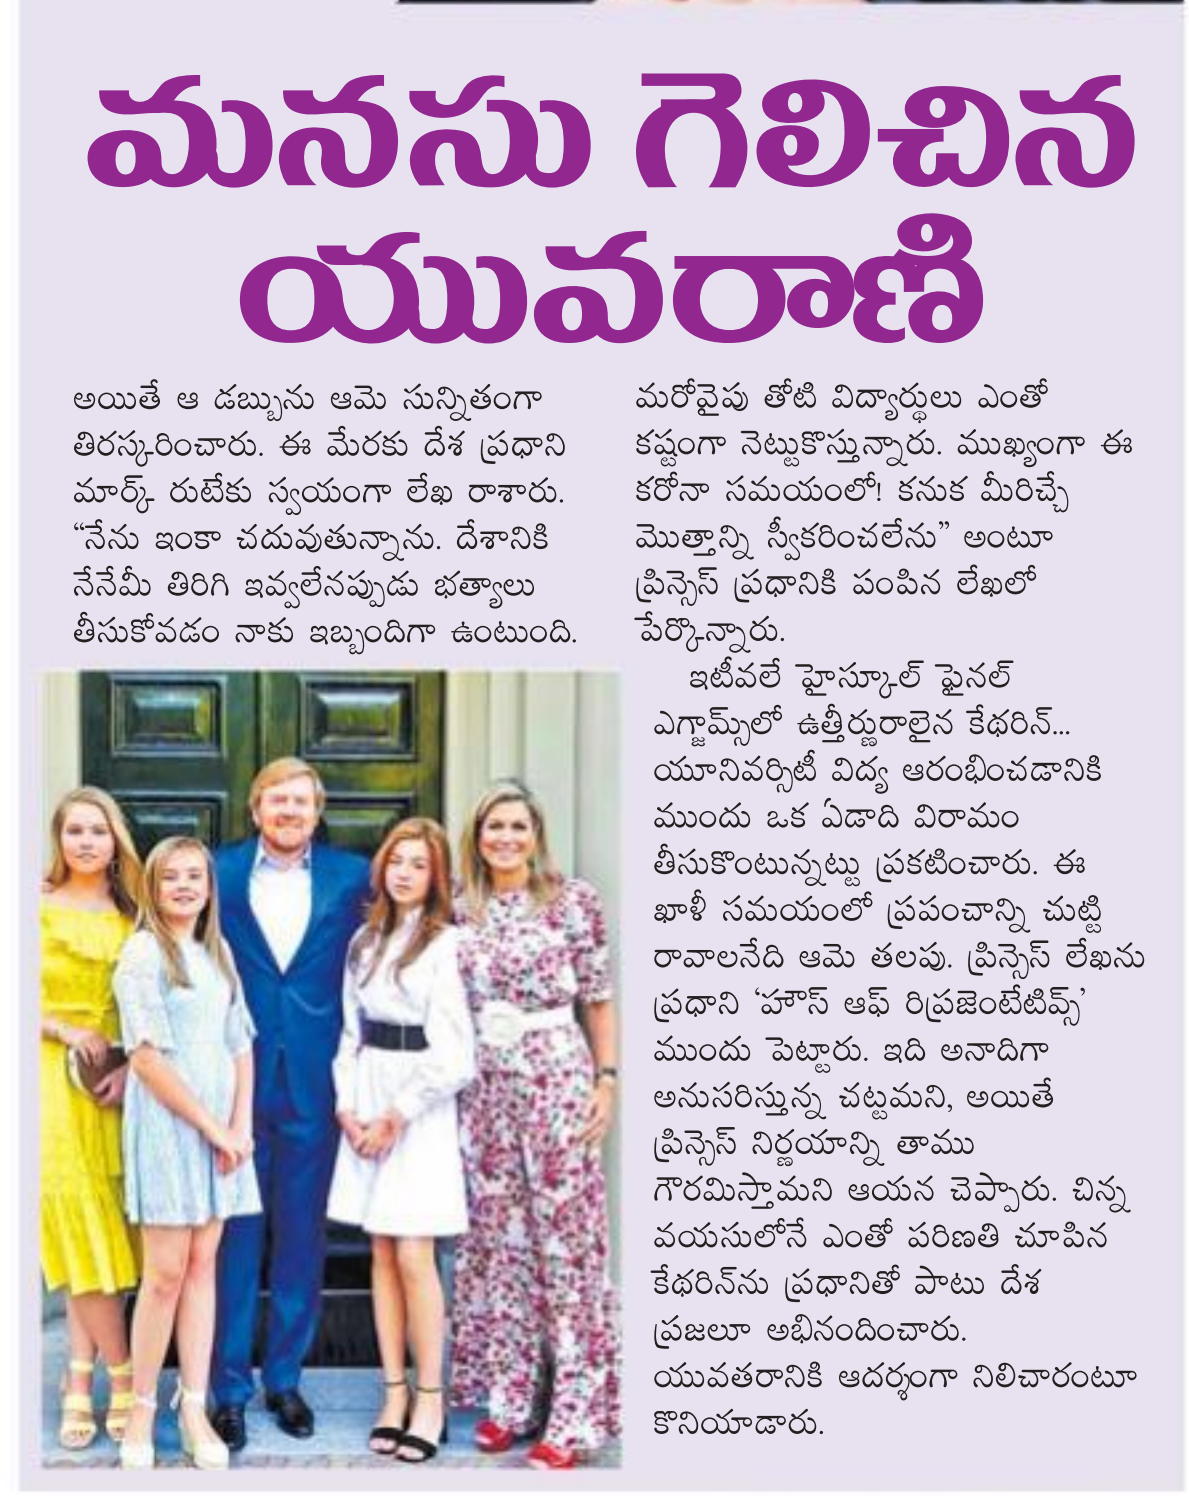 మనసు గెలిచిన
యువరాణి
అయితే ఆ డబ్బును ఆమె సున్నితంగా
తిరస్కరించారు. ఈ మేరకు దేశ ప్రధాని
మార్క్ రుటేకు స్వయంగా లేఖ రాశారు.
“నేను ఇంకా చదువుతున్నాను. దేశానికి
నేనేమీ తిరిగి ఇవ్వలేనప్పుడు భత్యాలు
తీసుకోవడం నాకు ఇబ్బందిగా ఉంటుంది.
మరోవైపు తోటి విద్యార్థులు ఎంతో
కష్టంగా నెట్టుకొస్తున్నారు. ముఖ్యంగా ఈ
కరోనా సమయంలో! కనుక మీరిచ్చే
మొత్తాన్ని స్వీకరించలేను” అంటూ
ప్రిన్సెస్ ప్రధానికి పంపిన లేఖలో
పేర్కొన్నారు.
ఇటీవలే హైస్కూల్ ఫైనల్
ఎగ్జామ్స్‌లో ఉత్తీర్ణురాలైన కేథరిన్...
యూనివర్సిటీ విద్య ఆరంభించడానికి
ముందు ఒక ఏడాది విరామం
తీసుకొంటున్నట్టు ప్రకటించారు. ఈ
ఖాళీ సమయంలో ప్రపంచాన్ని చుట్టి
రావాలనేది ఆమె తలపు. ప్రిన్సెస్ లేఖను
ప్రధాని ‘హౌస్ ఆఫ్ రిప్రజెంటేటివ్స్’
ముందు పెట్టారు. ఇది అనాదిగా
అనుసరిస్తున్న చట్టమని, అయితే
ప్రిన్సెస్ నిర్ణయాన్ని తాము
గౌరమిస్తామని ఆయన చెప్పారు. చిన్న
వయసులోనే ఎంతో పరిణతి చూపిన
కేథరిన్‌ను ప్రధానితో పాటు దేశ
ప్రజలూ అభినందించారు.
యువతరానికి ఆదర్శంగా నిలిచారంటూ
కొనియాడారు.